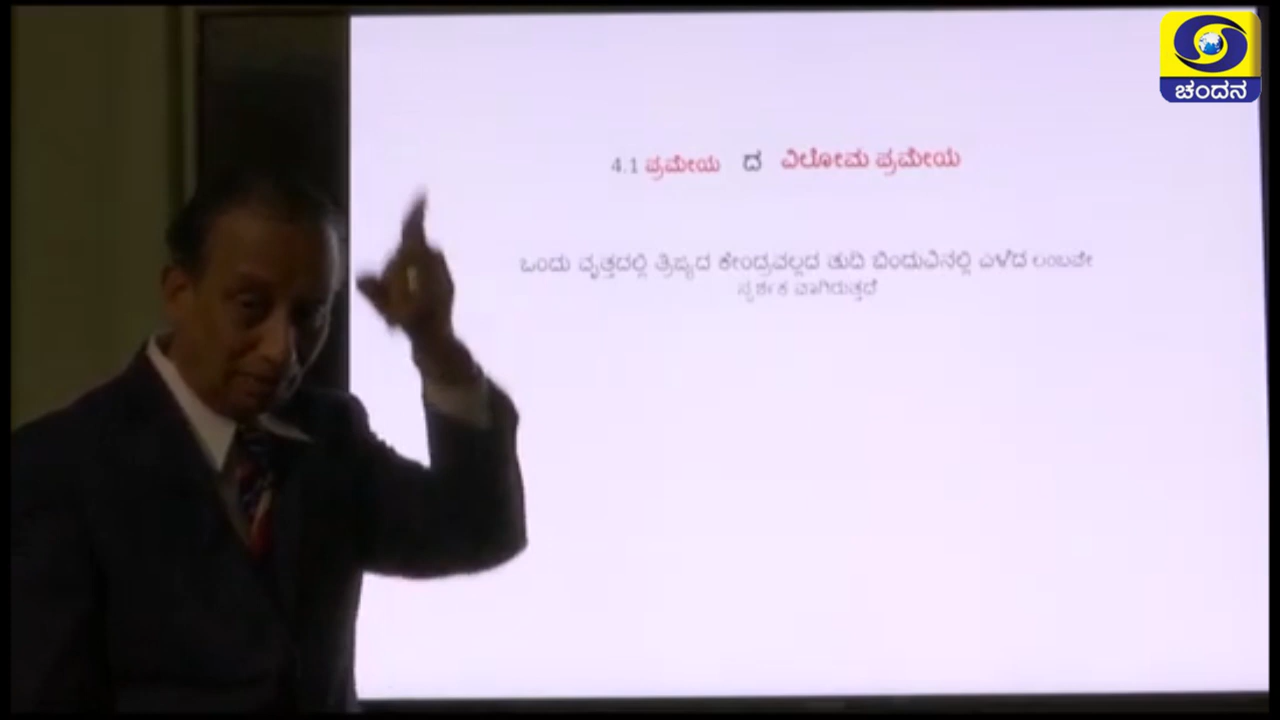 ಚಂದನ
4.1 ಪ್ರಮೇಯ ದ ವಿಲೋಮ ಪ್ರಮೇಯ
ಒಂದು ವೃತ್ತದಲ್ಲಿ ತ್ರಿಜ್ಯದ ಕೇಂದ್ರವಲ್ಲದ ತುದಿ ಬಿಂದುವಿನಲ್ಲಿ ಎಳೆದ ಲಂಬವೇ
ಸ್ಪರ್ಶಕ ವಾಗಿರುತ್ತದೆ